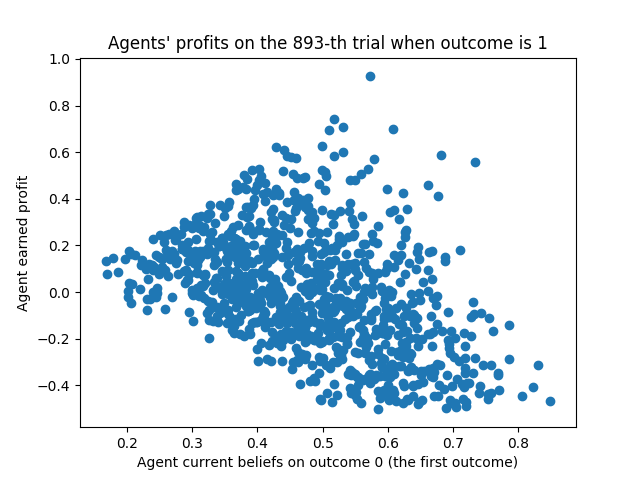 Agents' profits on the 893-th trial when outcome is 1
Agent earned profit
1.0
0.8
0.6
0.4
0.2
0.0
−0.2
−0.4
0.2 0.3 0.4 0.5 0.6 0.7 0.8
Agent current beliefs on outcome 0 (the first outcome)